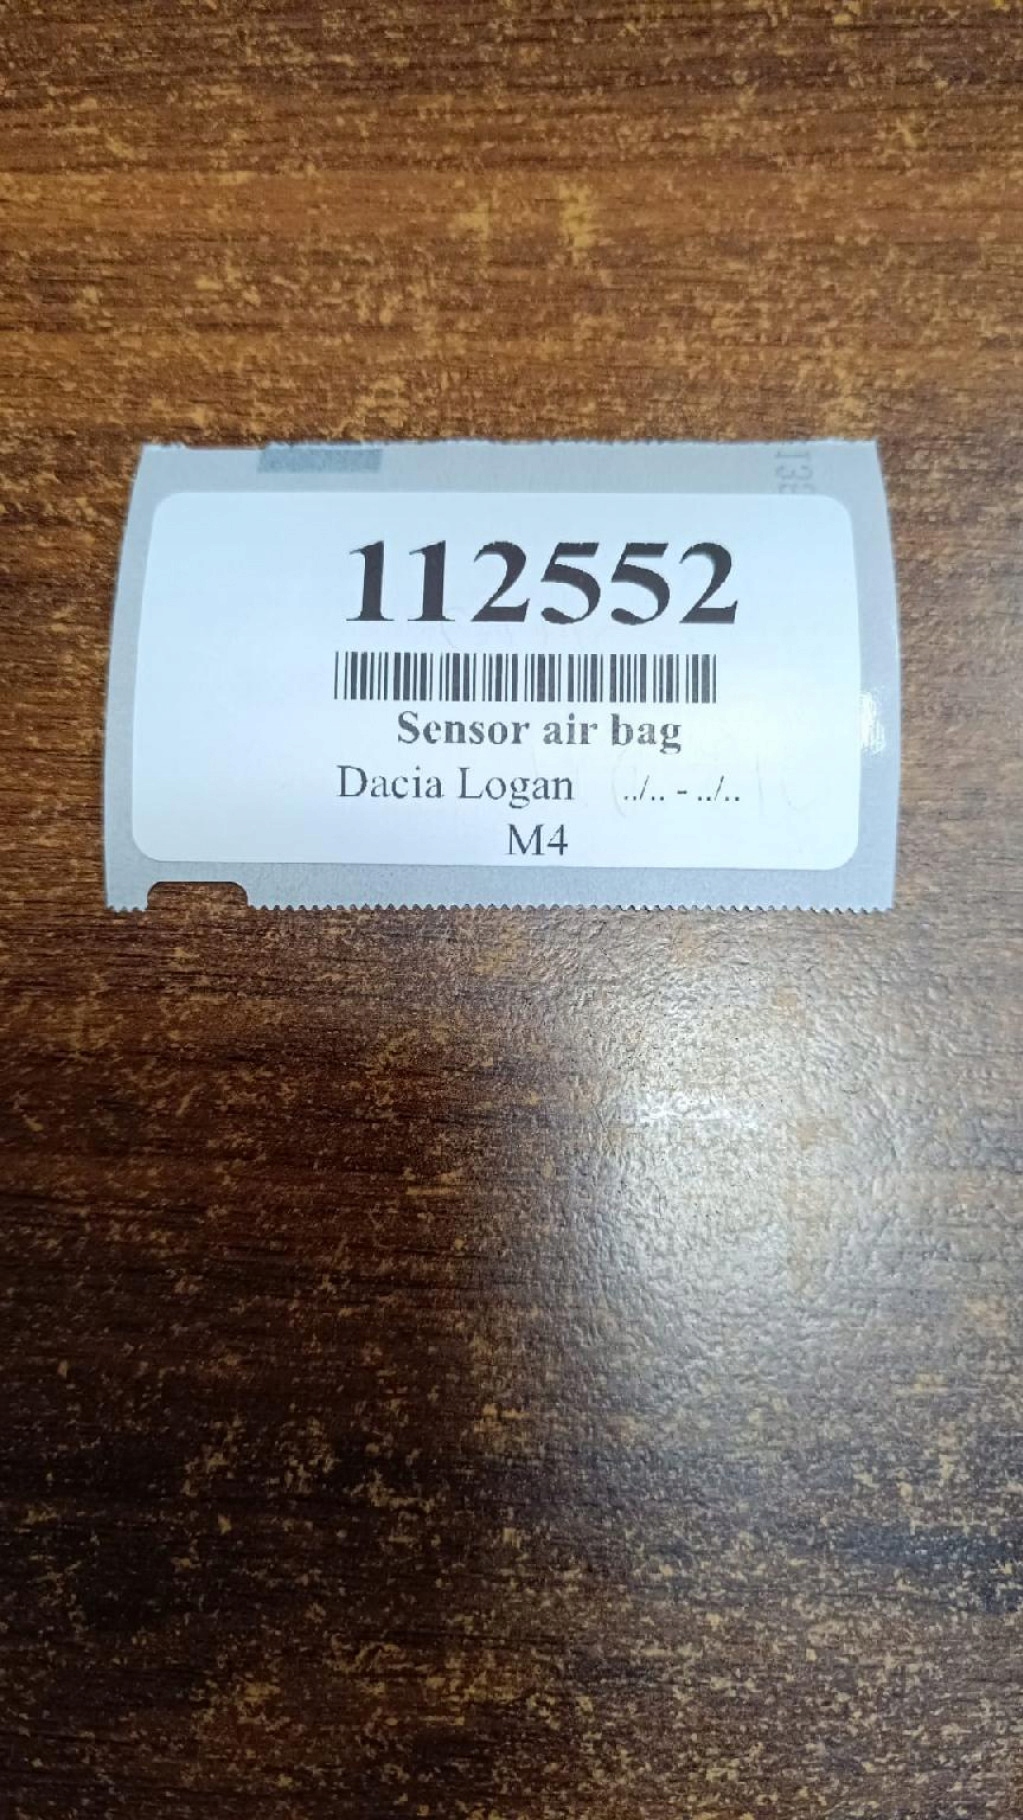 112552
Sensor air bag
Dacia Logan ../.. - ../..
M4